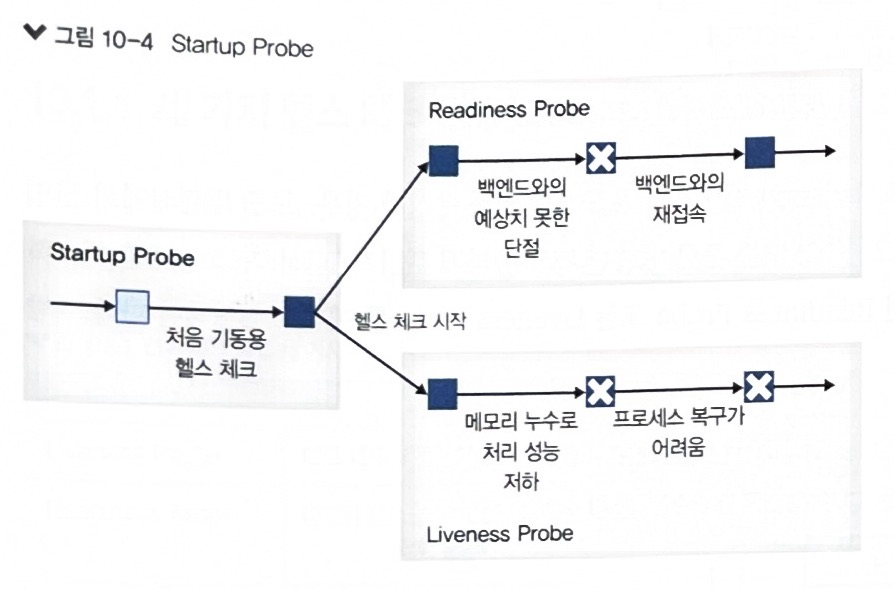 그림 10-4 Startup Probe
Readiness Probe
백엔드와의
예상치 못한
단절
백엔드와의
재접속
Startup Probe
처음 기동용
헬스 체크
헬스 체크 시작
메모리 누수로
처리 성능
저하
프로세스 복구가
어려움
Liveness Probe